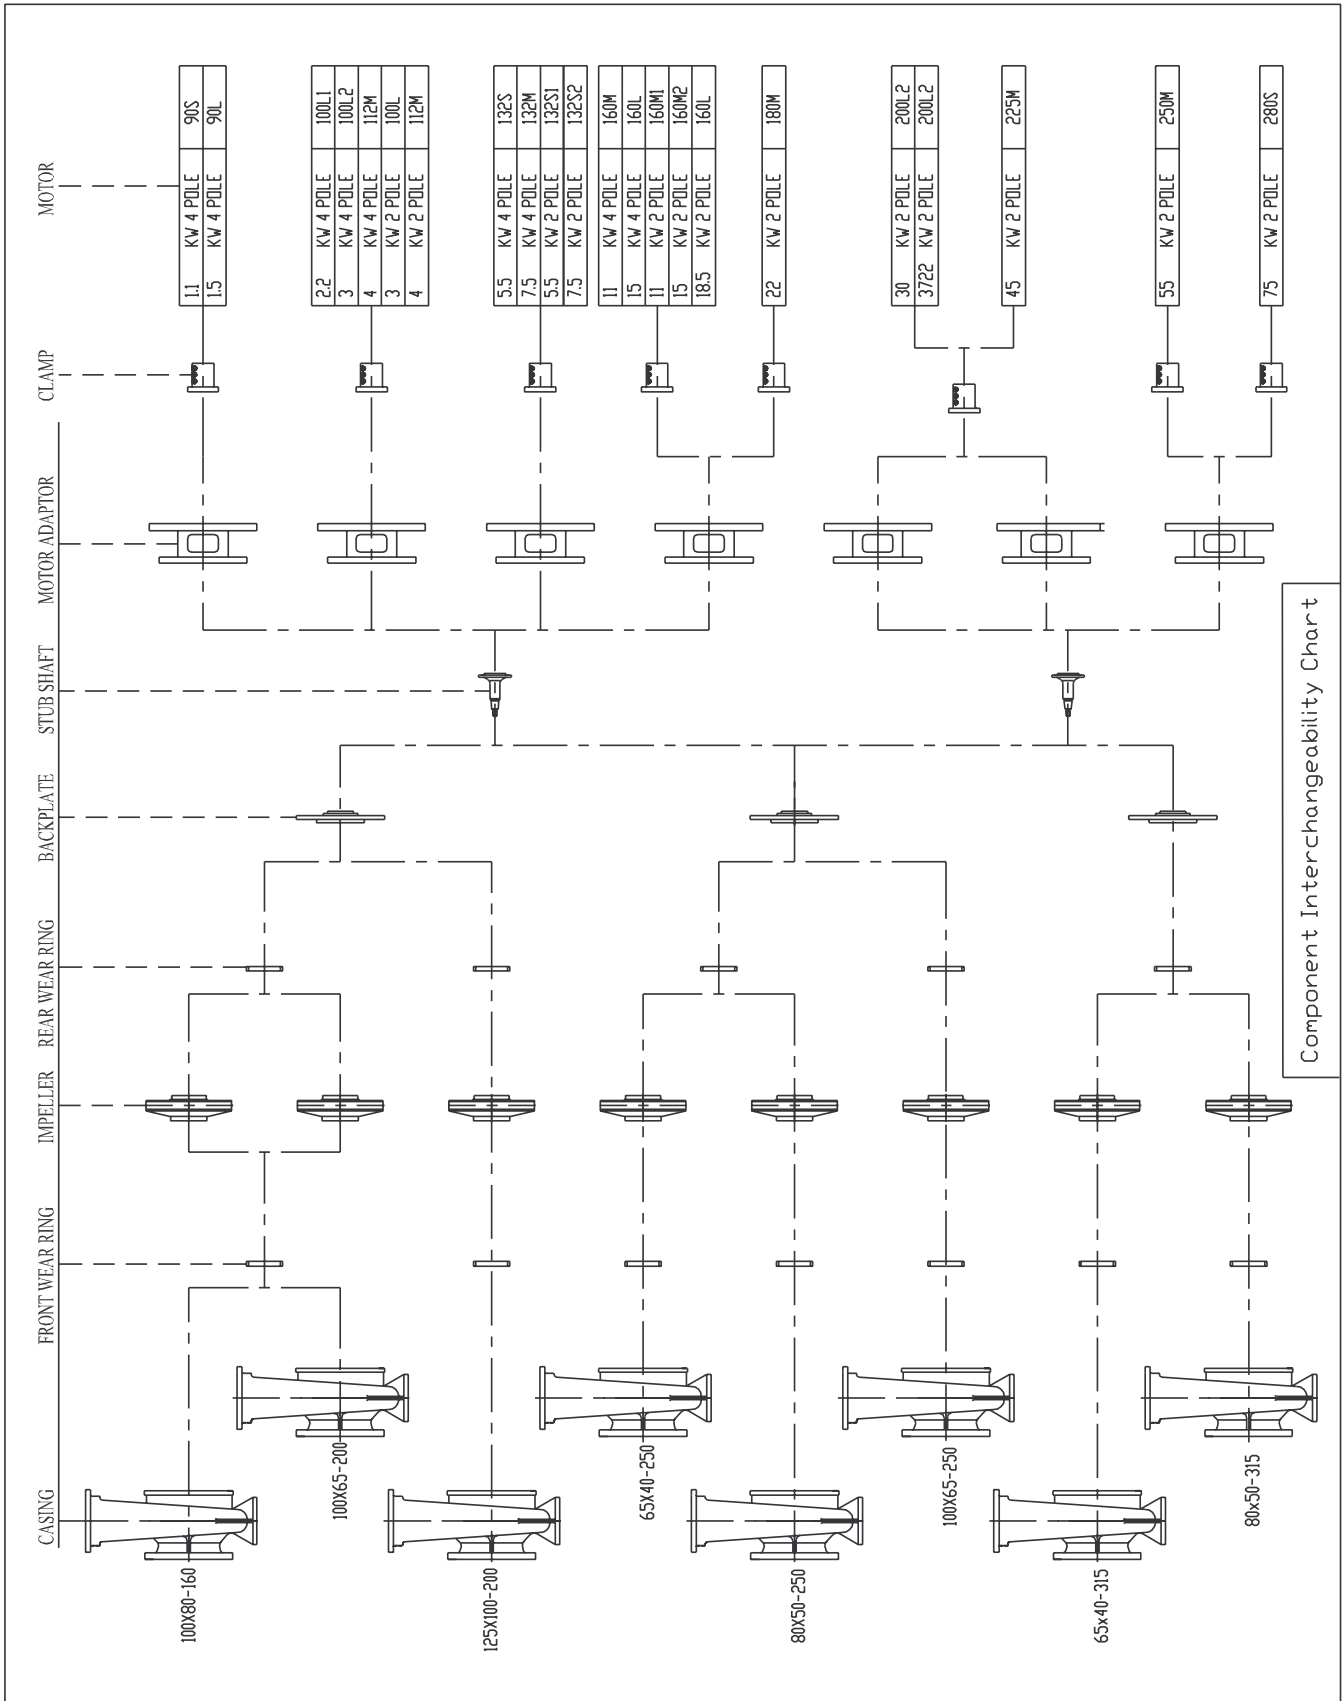 CASING
FRONT WEAR RING
IMPELLER
REAR WEAR RING
BACKPLATE
STUB SHAFT
MOTOR ADAPTOR
CLAMP
MOTOR
1.1 KW 4 POLE 90S
1.5 KW 4 POLE 90L
2.2 KW 4 POLE 100L1
3 KW 4 POLE 100L2
4 KW 4 POLE 112M
3 KW 2 POLE 100L
4 KW 2 POLE 112M
5.5 KW 4 POLE 132S
7.5 KW 4 POLE 132M
5.5 KW 2 POLE 132S1
7.5 KW 2 POLE 132S2
11 KW 4 POLE 160M
15 KW 4 POLE 160L
11 KW 2 POLE 160M1
15 KW 2 POLE 160M2
18.5 KW 2 POLE 160L
22 KW 2 POLE 180M
30 KW 2 POLE 200L2
3722 KW 2 POLE 200L2
45 KW 2 POLE 225M
55 KW 2 POLE 250M
75 KW 2 POLE 280S
100X80-160
100X65-200
125X100-200
65X40-250
80X50-250
100X65-250
65x40-315
80x50-315
Component Interchangeability Chart